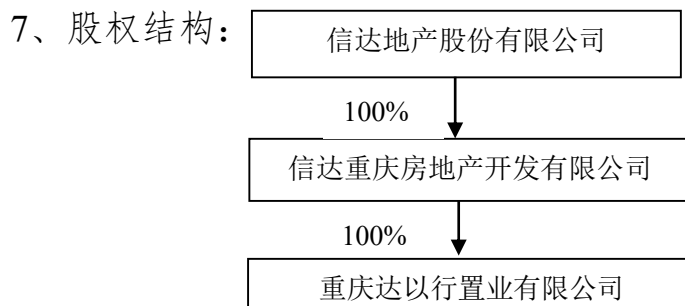 7、股权结构：
信达地产股份有限公司
100%
信达重庆房地产开发有限公司
100%
重庆达以行置业有限公司